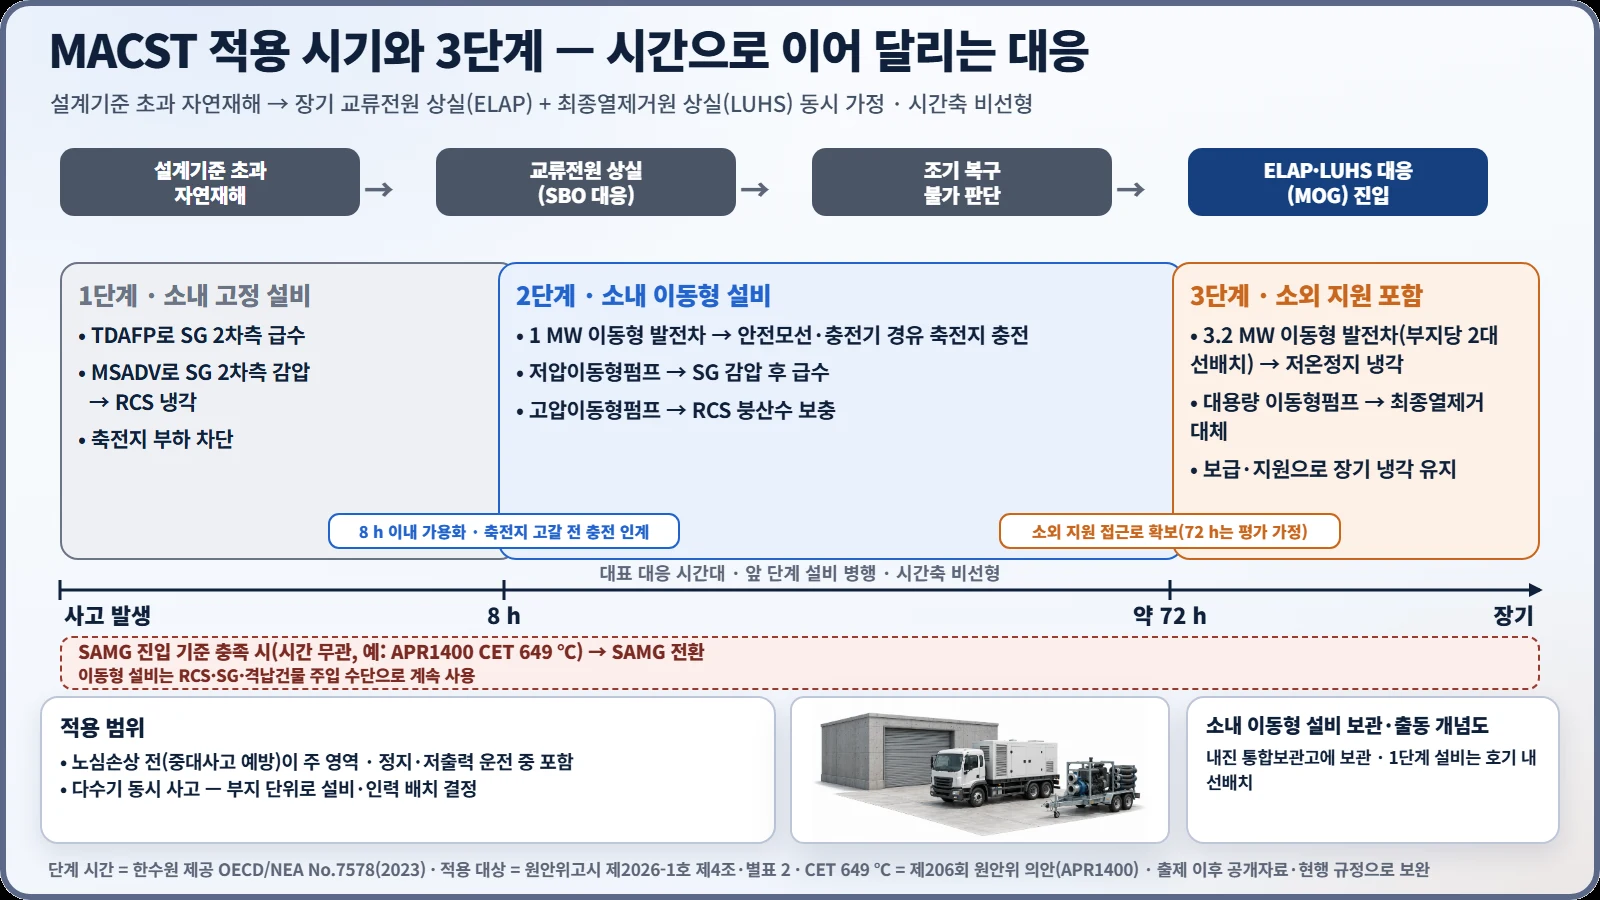 MACST 적용 시기와 3단계 — 시간으로 이어 달리는 대응
설계기준 초과 자연재해 → 장기 교류전원 상실(ELAP) + 최종열제거원 상실(LUHS) 동시 가정 · 시간축 비선형
설계기준 초과
자연재해
→
교류전원 상실
(SBO 대응)
→
조기 복구
불가 판단
→
ELAP·LUHS 대응
(MOG) 진입
1단계 · 소내 고정 설비
• TDAFP로 SG 2차측 급수
• MSADV로 SG 2차측 감압
→ RCS 냉각
• 축전지 부하 차단
2단계 · 소내 이동형 설비
• 1 MW 이동형 발전차 → 안전모선·충전기 경유 축전지 충전
• 저압이동형펌프 → SG 감압 후 급수
• 고압이동형펌프 → RCS 붕산수 보충
3단계 · 소외 지원 포함
• 3.2 MW 이동형 발전차(부지당 2대
선배치) → 저온정지 냉각
• 대용량 이동형펌프 → 최종열제거
대체
• 보급·지원으로 장기 냉각 유지
8 h 이내 가용화 · 축전지 고갈 전 충전 인계
소외 지원 접근로 확보(72 h는 평가 가정)
대표 대응 시간대 · 앞 단계 설비 병행 · 시간축 비선형
사고 발생
8 h
약 72 h
장기
SAMG 진입 기준 충족 시(시간 무관, 예: APR1400 CET 649 ℃) → SAMG 전환
이동형 설비는 RCS·SG·격납건물 주입 수단으로 계속 사용
적용 범위
• 노심손상 전(중대사고 예방)이 주 영역 · 정지·저출력 운전 중 포함
• 다수기 동시 사고 — 부지 단위로 설비·인력 배치 결정
소내 이동형 설비 보관·출동 개념도
내진 통합보관고에 보관 · 1단계 설비는 호기 내
선배치
단계 시간 = 한수원 제공 OECD/NEA No.7578(2023) · 적용 대상 = 원안위고시 제2026-1호 제4조·별표 2 · CET 649 ℃ = 제206회 원안위 의안(APR1400) · 출제 이후 공개자료·현행 규정으로 보완